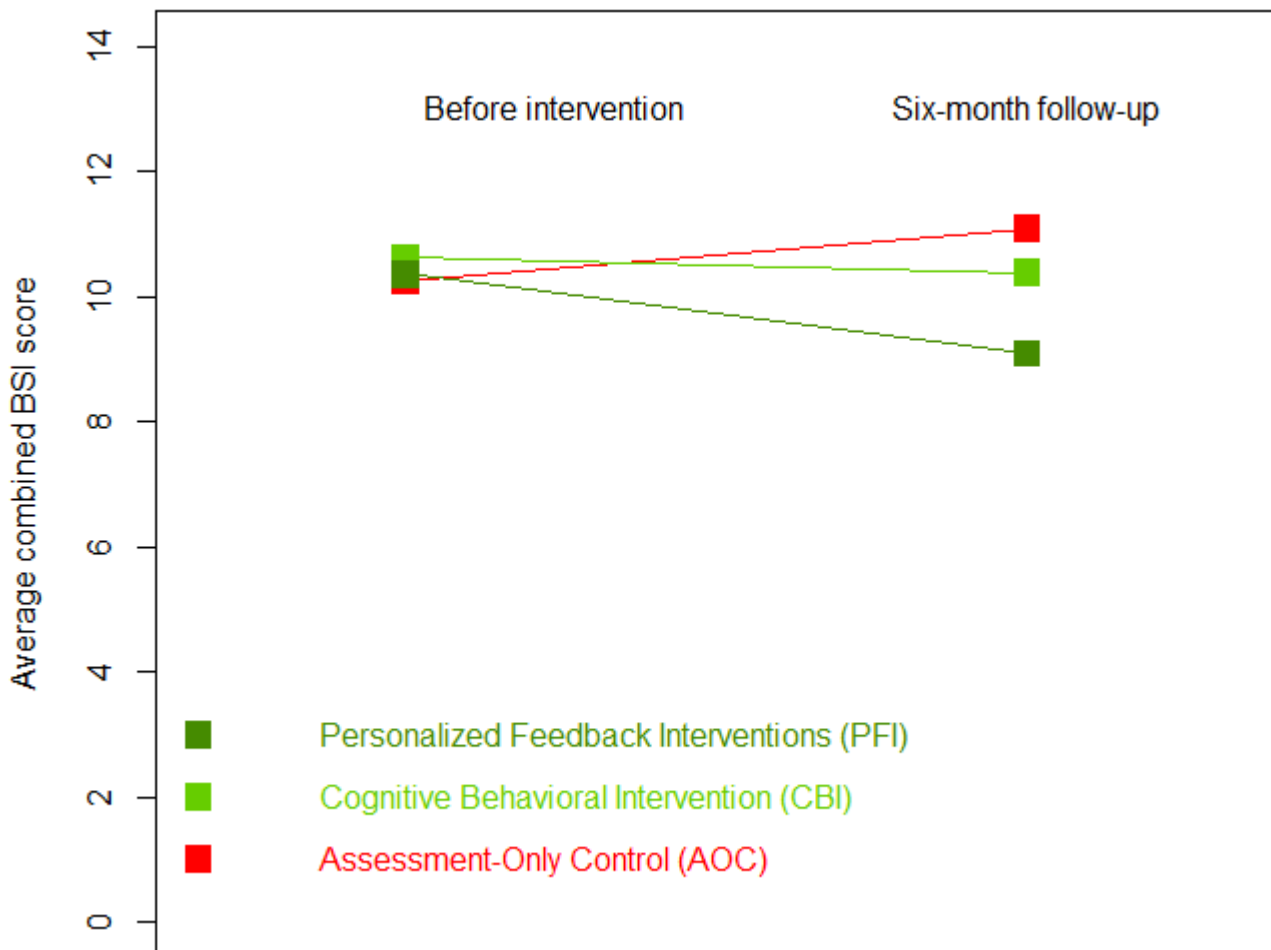 14
Before intervention
Six-month follow-up
12
10
8
6
4
2
0
Average combined BSI score
Personalized Feedback Interventions (PFI)
Cognitive Behavioral Intervention (CBI)
Assessment-Only Control (AOC)